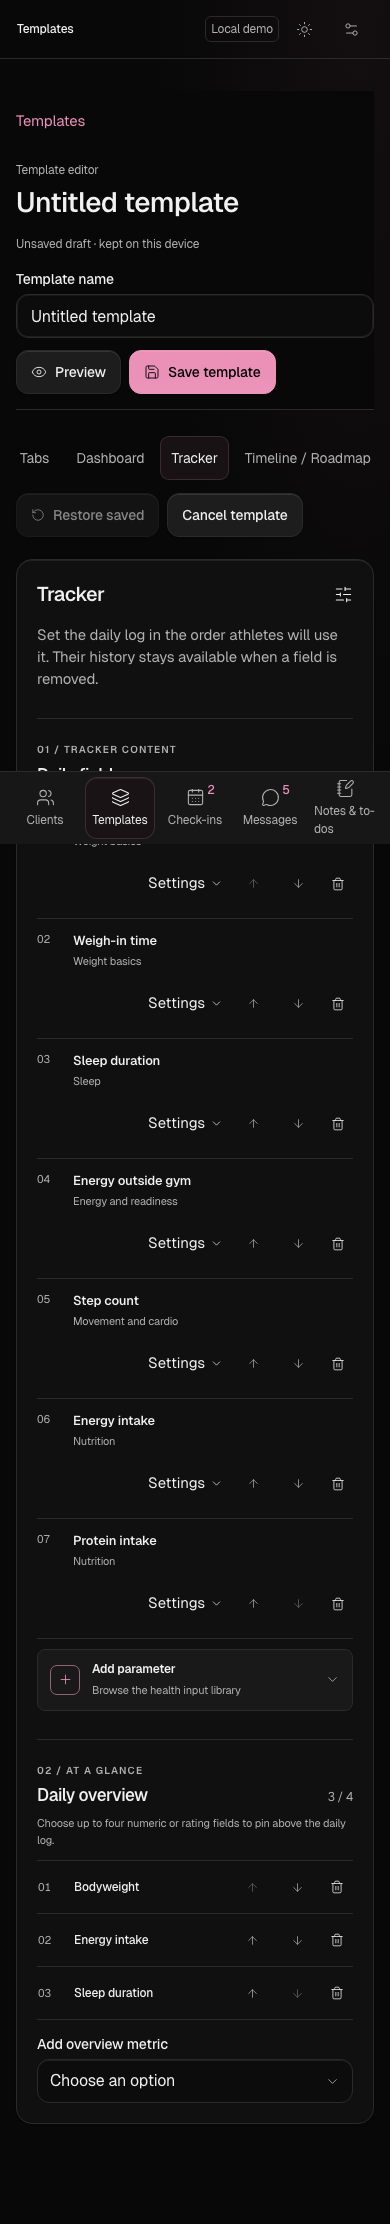 Templates
Local demo
Templates
Template editor
Untitled template
Unsaved draft · kept on this device
Template name
Untitled template
Preview
Save template
Tabs
Dashboard
Tracker
Timeline / Roadmap
Restore saved
Cancel template
Tracker
Set the daily log in the order athletes will use
it. Their history stays available when a field is
removed.
01 / TRACKER CONTENT
Clients
Templates
Check-ins
2
Messages
5
Notes & to-
dos
Settings
02
Weigh-in time
Weight basics
Settings
03
Sleep duration
Sleep
Settings
04
Energy outside gym
Energy and readiness
Settings
05
Step count
Movement and cardio
Settings
06
Energy intake
Nutrition
Settings
07
Protein intake
Nutrition
Settings
Add parameter
Browse the health input library
02 / AT A GLANCE
Daily overview
3 / 4
Choose up to four numeric or rating fields to pin above the daily
log.
01
Bodyweight
02
Energy intake
03
Sleep duration
Add overview metric
Choose an option